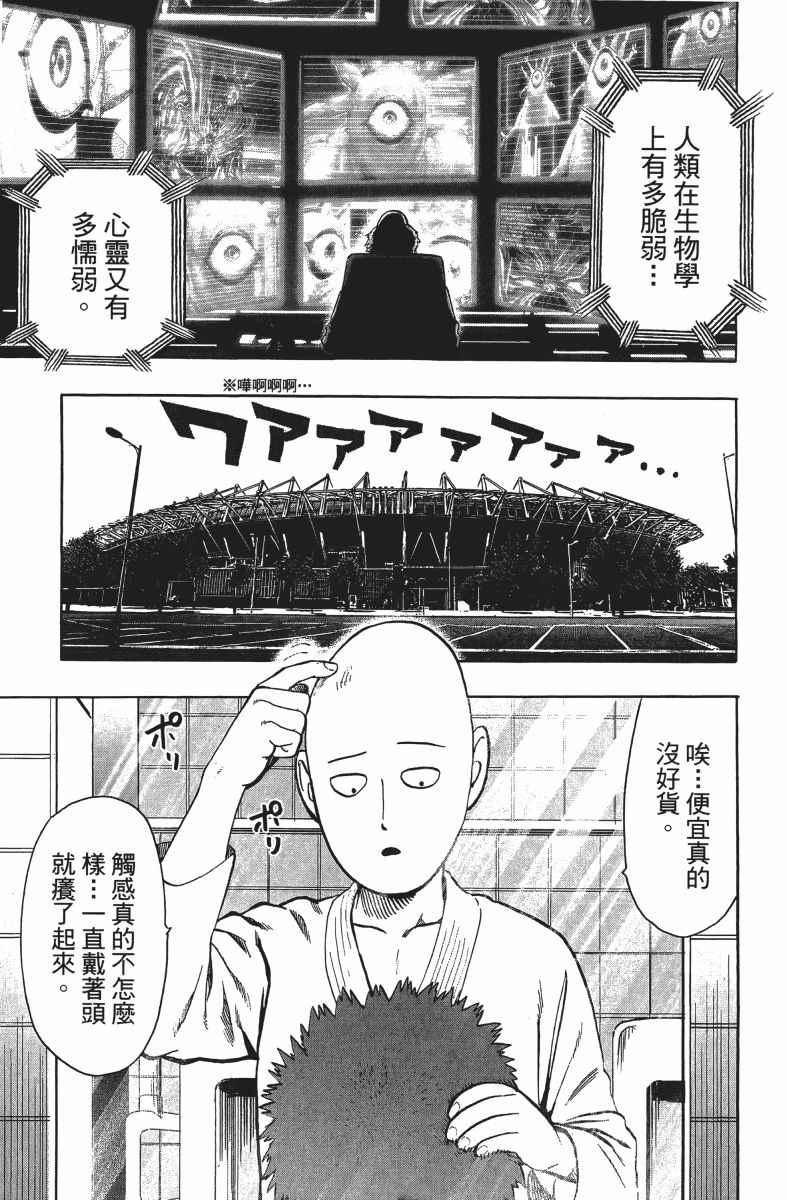 人類在生物學
上有多脆弱…
心靈又有
多懦弱。
※嘩啊啊啊…
ワァァァァァァァ…
唉…便宜真的
沒好貨。
ポリ
ポリ
觸感真的不怎麼
樣…一直戴著頭
就癢了起來。